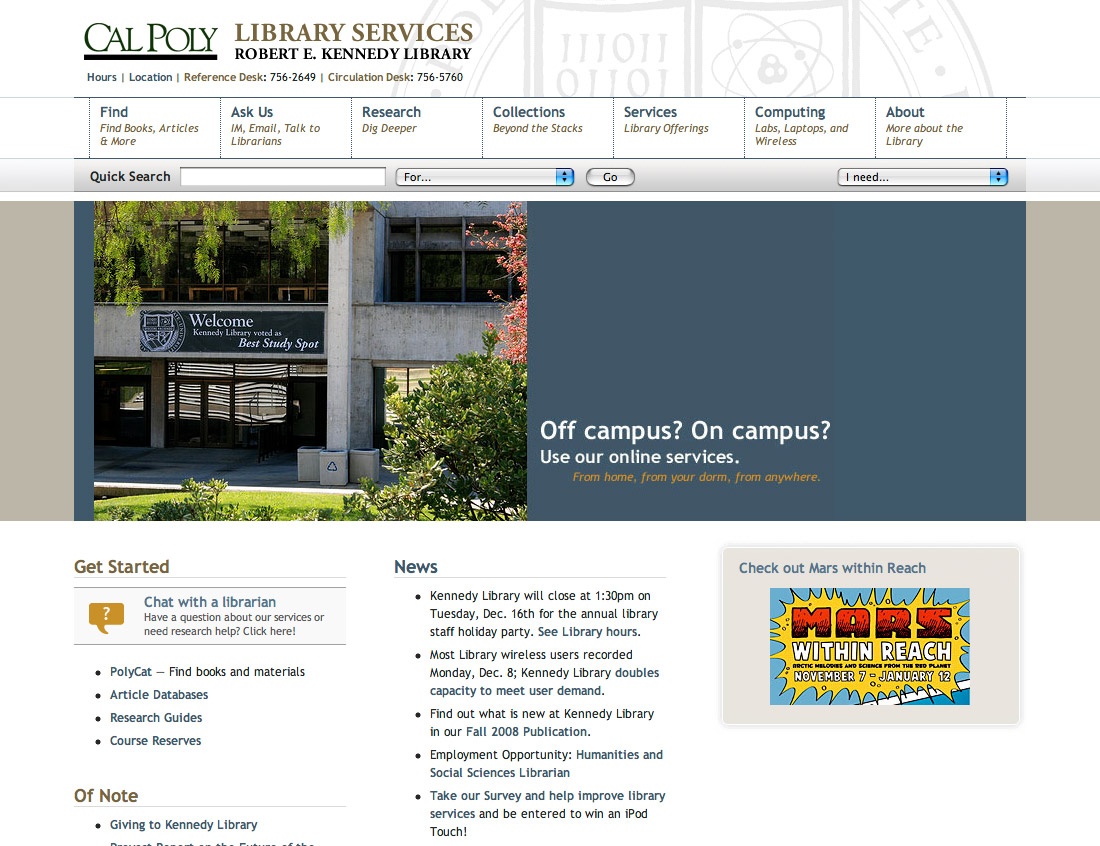 CAL POLY LIBRARY SERVICES
ROBERT E. KENNEDY LIBRARY
Hours | Location | Reference Desk: 756-2649 | Circulation Desk: 756-5760
Find
Find Books, Articles
& More
Ask Us
IM, Email, Talk to
Librarians
Research
Dig Deeper
Collections
Beyond the Stacks
Services
Library Offerings
Computing
Labs, Laptops, and
Wireless
About
More about the
Library
Quick Search For... Go I need...
Welcome
Kennedy Library voted as
Best Study Spot
Off campus? On campus?
Use our online services.
From home, from your dorm, from anywhere.
Get Started
Chat with a librarian
Have a question about our services or
need research help? Click here!
PolyCat — Find books and materials
Article Databases
Research Guides
Course Reserves
Of Note
Giving to Kennedy Library
News
Kennedy Library will close at 1:30pm on
Tuesday, Dec. 16th for the annual library
staff holiday party. See Library hours.
Most Library wireless users recorded
Monday, Dec. 8; Kennedy Library doubles
capacity to meet user demand.
Find out what is new at Kennedy Library
in our Fall 2008 Publication.
Employment Opportunity: Humanities and
Social Sciences Librarian
Take our Survey and help improve library
services and be entered to win an iPod
Touch!
Check out Mars within Reach
MARS
WITHIN REACH
ARCTIC MELODIES AND SCIENCE FROM THE RED PLANET
NOVEMBER 7 - JANUARY 12